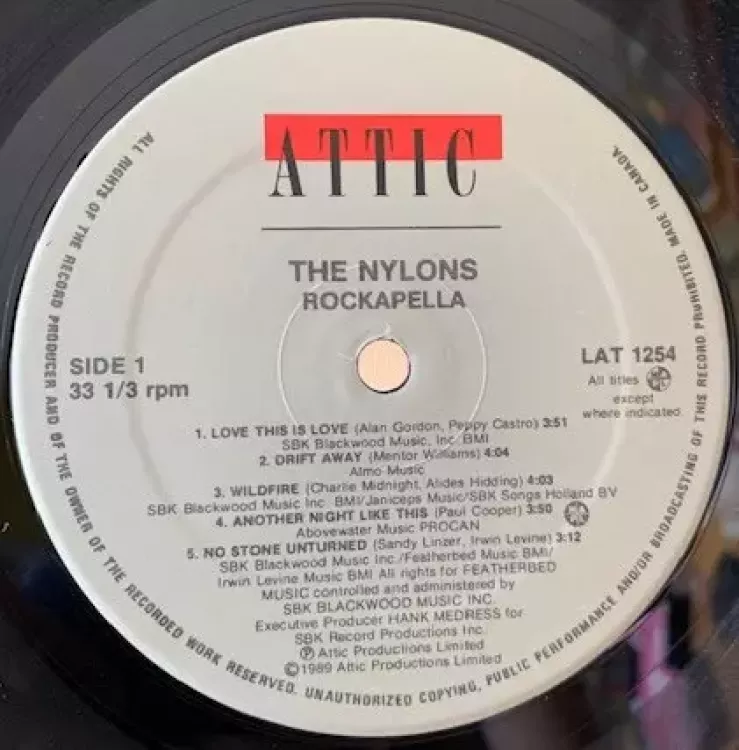 ATTIC
THE NYLONS
ROCKAPELLA
SIDE 1
33 1/3 rpm
LAT 1254
All titles
except
where indicated.
1. LOVE THIS IS LOVE (Alan Gordon, Peppy Castro) 3:51
SBK Blackwood Music, Inc. BMI
2. DRIFT AWAY (Mentor Williams) 4:04
Almo Music
3. WILDFIRE (Charlie Midnight, Alides Hidding) 4:03
SBK Blackwood Music Inc. BMI/Janiceps Music/SBK Songs Holland BV
4. ANOTHER NIGHT LIKE THIS (Paul Cooper) 3:50
Abovewater Music PROCAN
5. NO STONE UNTURNED (Sandy Linzer, Irwin Levine) 3:12
SBK Blackwood Music Inc./Featherbed Music BMI/
Irwin Levine Music BMI All rights for FEATHERBED
MUSIC controlled and administered by
SBK BLACKWOOD MUSIC INC.
Executive Producer HANK MEDRESS for
SBK Record Productions Inc.
Ⓟ Attic Productions Limited
©1989 Attic Productions Limited
ALL RIGHTS OF THE RECORD PRODUCER AND OF THE OWNER OF THE RECORDED WORK RESERVED. UNAUTHORIZED COPYING, PUBLIC PERFORMANCE AND/OR BROADCASTING OF THIS RECORD PROHIBITED. MADE IN CANADA.